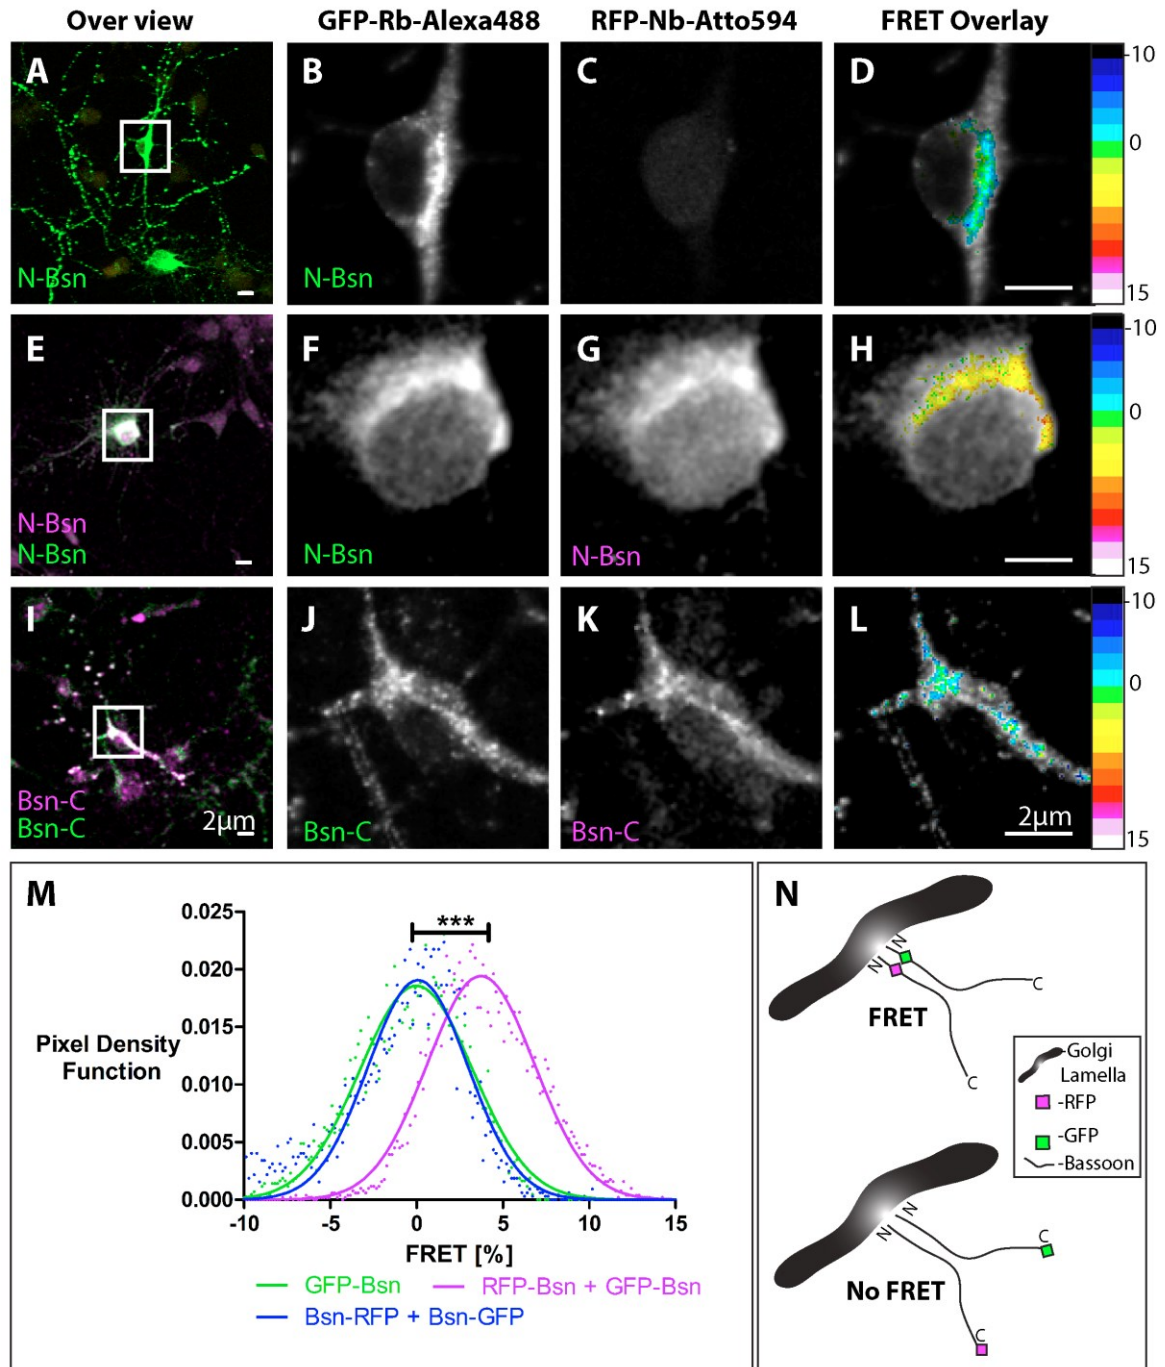 Over view GFP-Rb-Alexa488 RFP-Nb-Atto594 FRET Overlay
A B C D
N-Bsn N-Bsn
-10
0
15
E F G H
N-Bsn
N-Bsn N-Bsn N-Bsn
-10
0
15
I J K L
Bsn-C
Bsn-C 2μm Bsn-C Bsn-C 2μm
-10
0
15
M
***
0.025
0.020
0.015
0.010
0.005
0.000
Pixel Density
Function
-10 -5 0 5 10 15
FRET [%]
GFP-Bsn RFP-Bsn + GFP-Bsn
Bsn-RFP + Bsn-GFP
N
N
N
C
C
FRET
-Golgi
Lamella
-RFP
-GFP
-Bassoon
N
N
C
C
No FRET